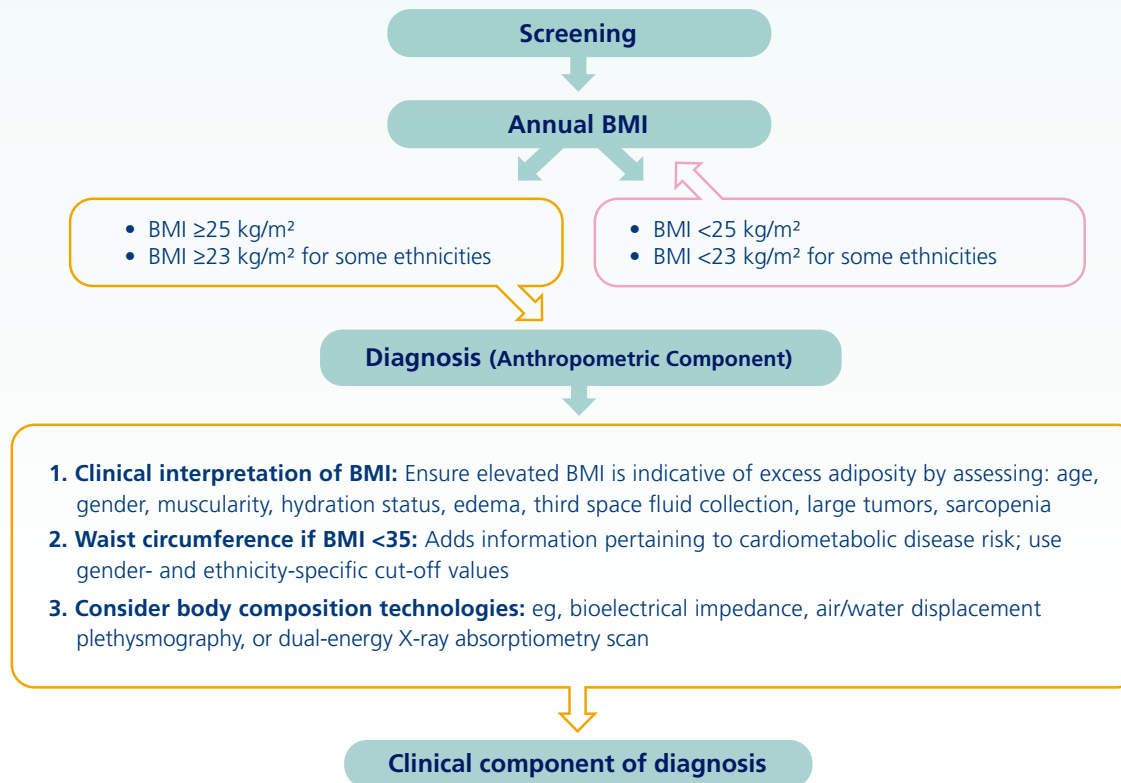 Screening
Annual BMI
• BMI ≥25 kg/m²
• BMI ≥23 kg/m² for some ethnicities
• BMI <25 kg/m²
• BMI <23 kg/m² for some ethnicities
Diagnosis (Anthropometric Component)
1. Clinical interpretation of BMI: Ensure elevated BMI is indicative of excess adiposity by assessing: age,
gender, muscularity, hydration status, edema, third space fluid collection, large tumors, sarcopenia
2. Waist circumference if BMI <35: Adds information pertaining to cardiometabolic disease risk; use
gender- and ethnicity-specific cut-off values
3. Consider body composition technologies: eg, bioelectrical impedance, air/water displacement
plethysmography, or dual-energy X-ray absorptiometry scan
Clinical component of diagnosis